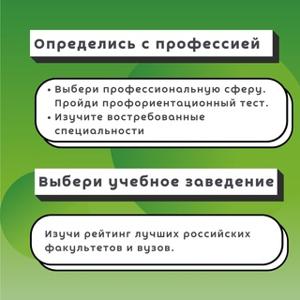 Определись с профессией
• Выбери профессиональную сферу.
Пройди профориентационный тест.
• Изучите востребованные
специальности
Выбери учебное заведение
Изучи рейтинг лучших российских
факультетов и вузов.